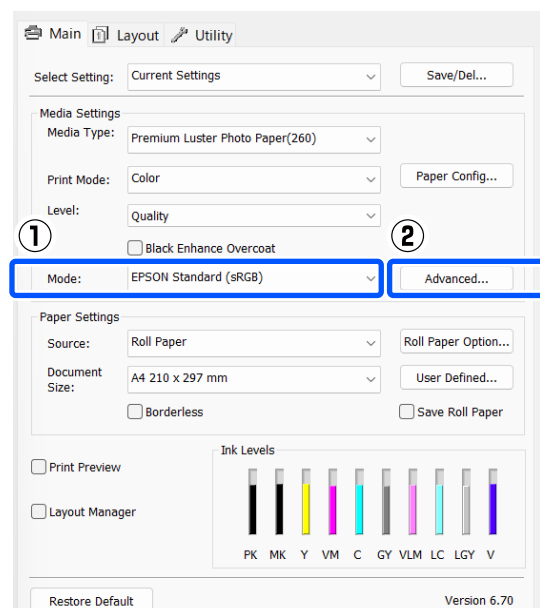 Main Layout Utility
Select Setting: Current Settings Save/Del...
Media Settings
Media Type: Premium Luster Photo Paper(260)
Print Mode: Color Paper Config...
Level: Quality
① ②
Black Enhance Overcoat
Mode: EPSON Standard (sRGB) Advanced...
Paper Settings
Source: Roll Paper Roll Paper Option...
Document
Size: A4 210 x 297 mm User Defined...
Borderless Save Roll Paper
Ink Levels
Print Preview
Layout Manager
PK MK Y VM C GY VLM LC LGY V
Restore Default Version 6.70